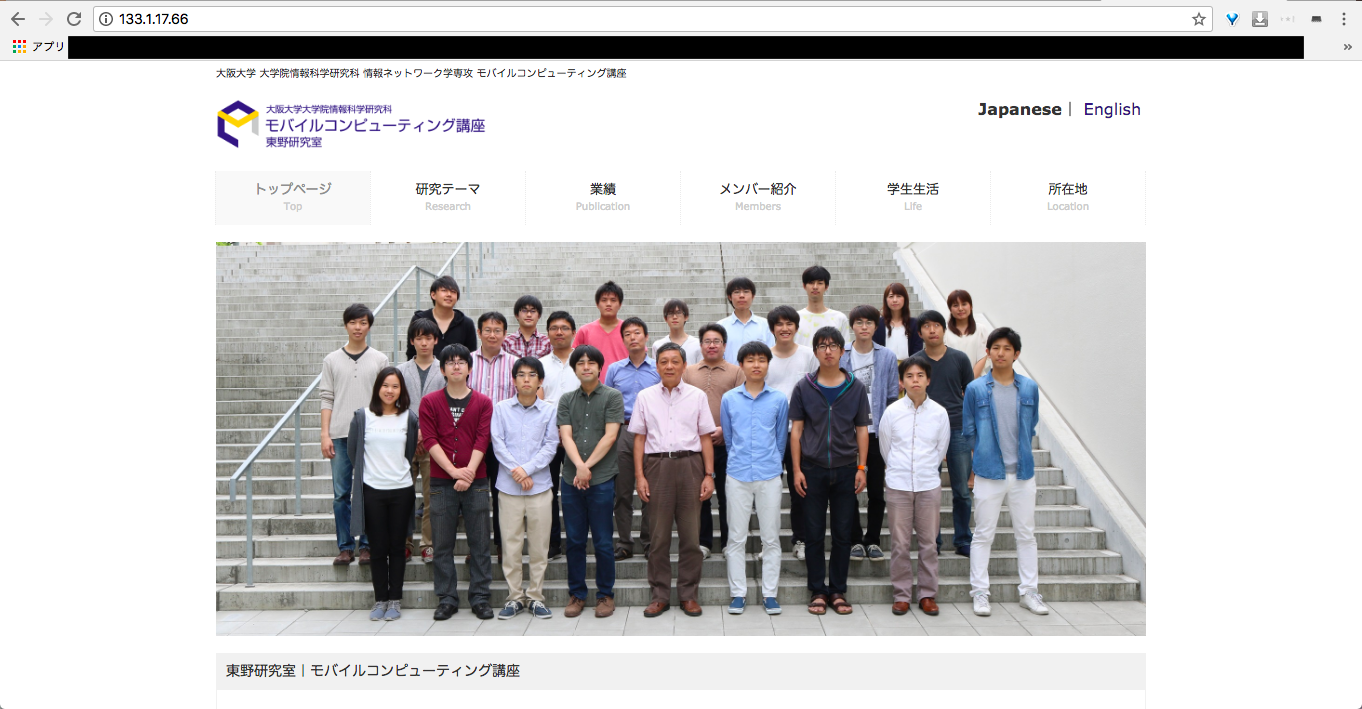 133.1.17.66
アプリ
»
大阪大学 大学院情報科学研究科 情報ネットワーク学専攻 モバイルコンピューティング講座
大阪大学大学院情報科学研究科
モバイルコンピューティング講座
東野研究室
Japanese | English
トップページ 研究テーマ 業績 メンバー紹介 学生生活 所在地
Top Research Publication Members Life Location
東野研究室 | モバイルコンピューティング講座